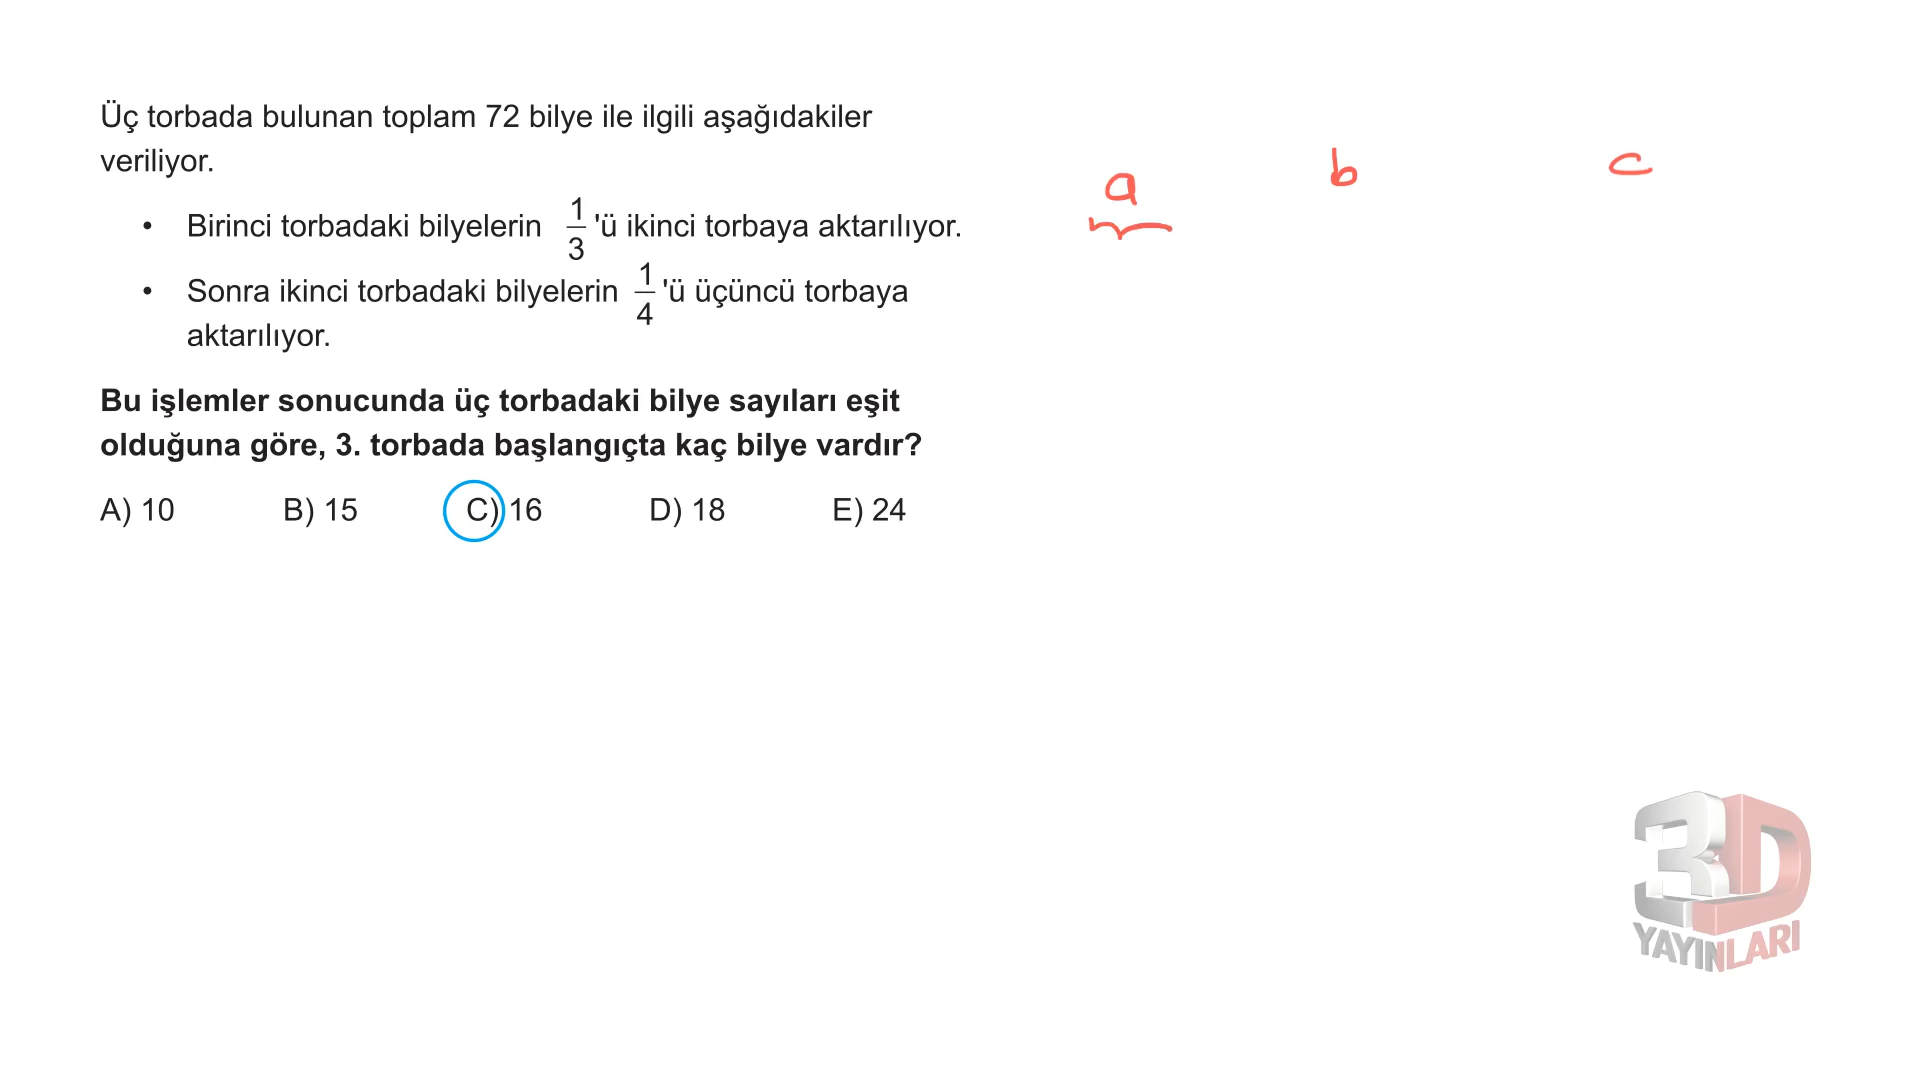 Üç torbada bulunan toplam 72 bilye ile ilgili aşağıdakiler
veriliyor.
• Birinci torbadaki bilyelerin 1/3 'ü ikinci torbaya aktarılıyor.
• Sonra ikinci torbadaki bilyelerin 1/4 'ü üçüncü torbaya
aktarılıyor.
Bu işlemler sonucunda üç torbadaki bilye sayıları eşit
olduğuna göre, 3. torbada başlangıçta kaç bilye vardır?
A) 10 B) 15 C) 16 D) 18 E) 24
a b c
3D
YAYINLARI